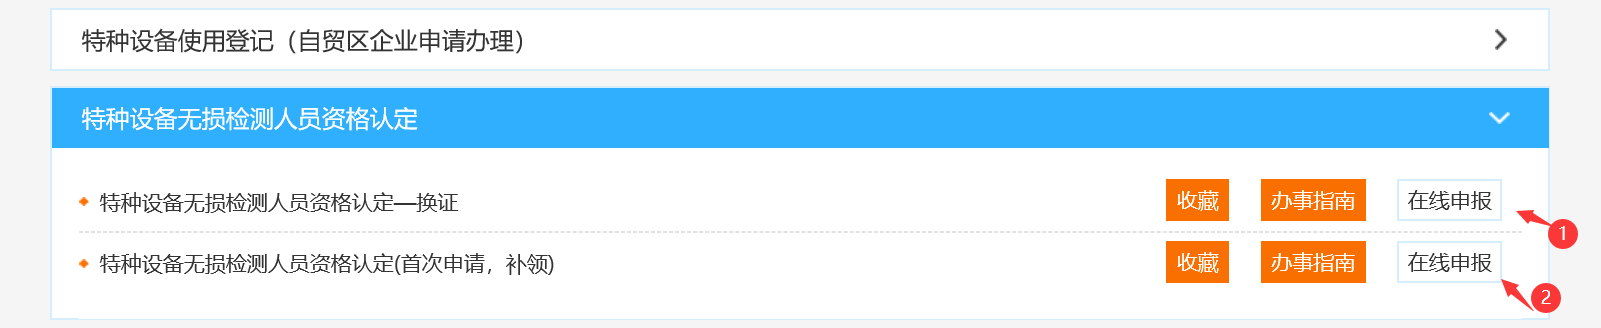 特种设备使用登记（自贸区企业申请办理）
特种设备无损检测人员资格认定
特种设备无损检测人员资格认定—换证 收藏 办事指南 在线申报
1
特种设备无损检测人员资格认定(首次申请，补领) 收藏 办事指南 在线申报
2